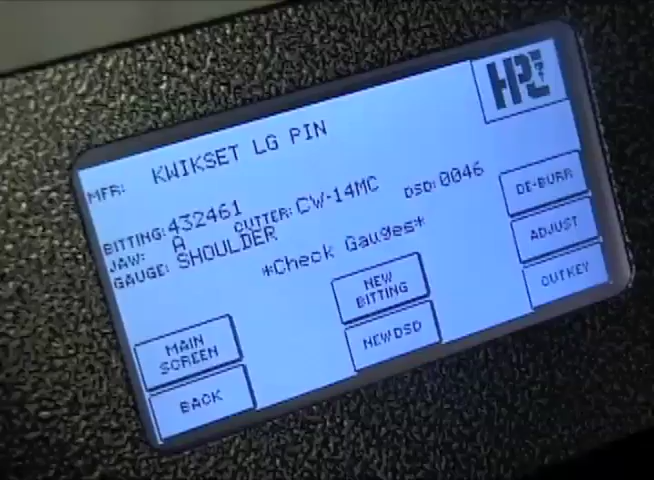 HPC
MFR: KWIKSET LG PIN
BITTING: 432461 CUTTER: CW-14MC DSD: 0046
JAW: A
GAUGE: SHOULDER
*Check Gauges*
DE-BURR
ADJUST
CUT KEY
NEW
BITTING
NEW DSD
MAIN
SCREEN
BACK